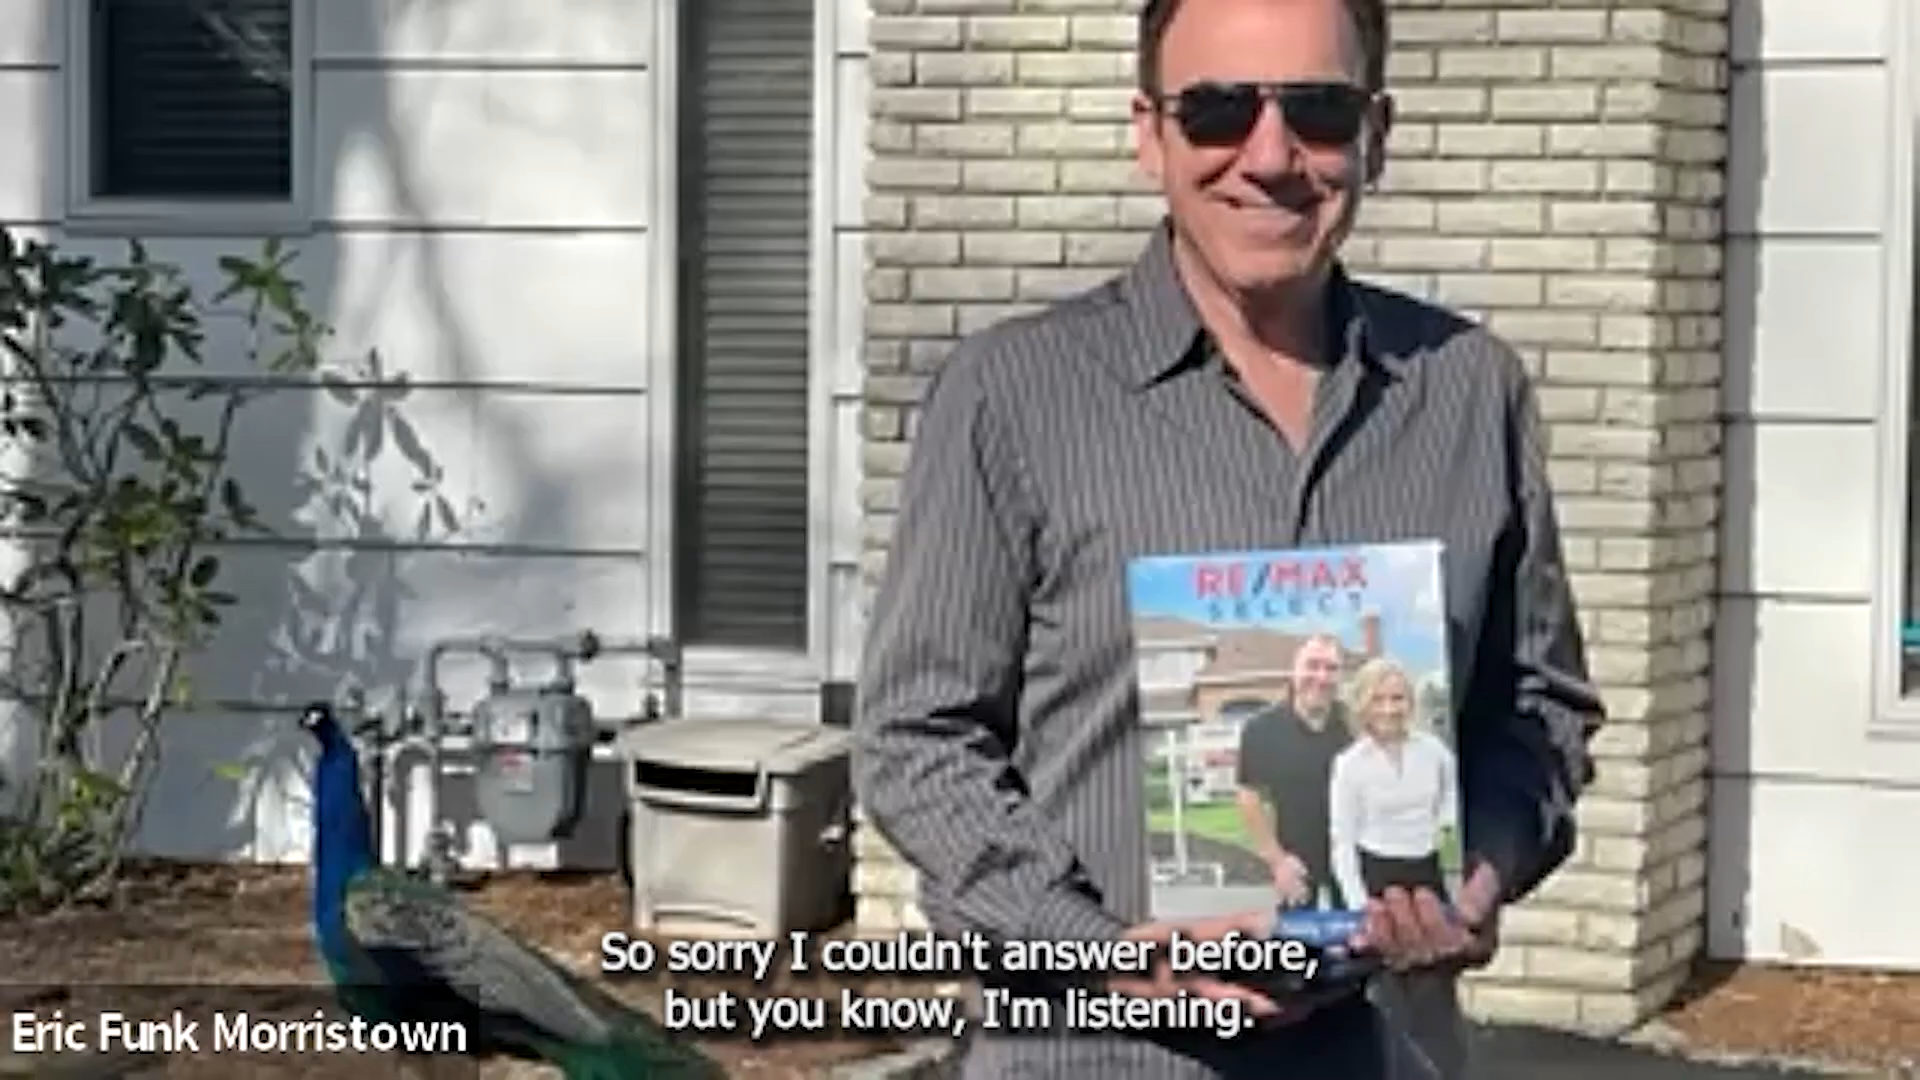 RE/MAX
SELECT
So sorry I couldn't answer before,
but you know, I'm listening.
Eric Funk Morristown